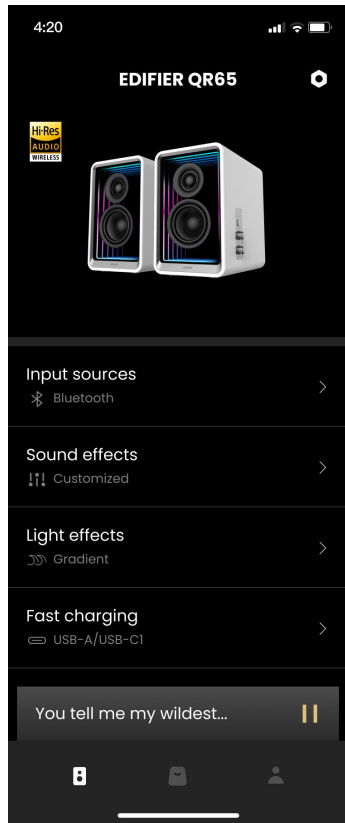 4:20
EDIFIER QR65
Hi-Res
AUDIO
WIRELESS
Input sources
Bluetooth
Sound effects
Customized
Light effects
Gradient
Fast charging
USB-A/USB-C1
You tell me my wildest...